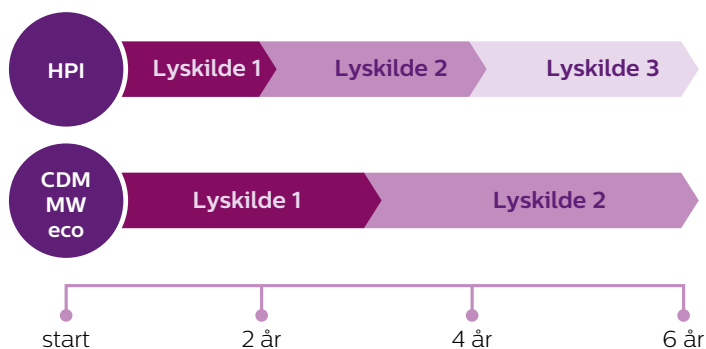 HPI
Lyskilde 1
Lyskilde 2
Lyskilde 3
CDM
MW
eco
Lyskilde 1
Lyskilde 2
start
2 år
4 år
6 år